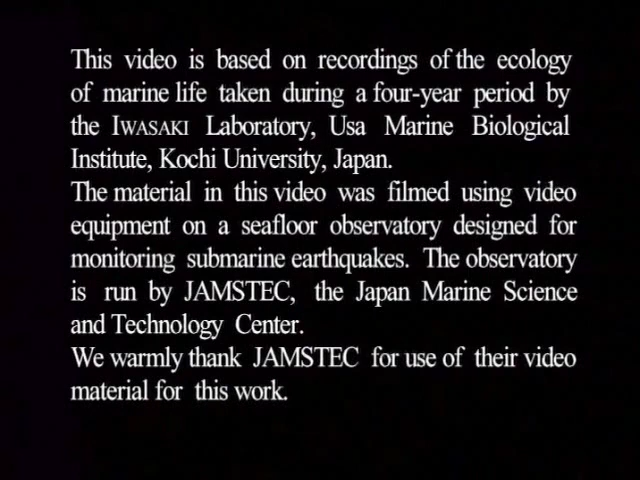 This video is based on recordings of the ecology
of marine life taken during a four-year period by
the IWASAKI Laboratory, Usa Marine Biological
Institute, Kochi University, Japan.
The material in this video was filmed using video
equipment on a seafloor observatory designed for
monitoring submarine earthquakes. The observatory
is run by JAMSTEC, the Japan Marine Science
and Technology Center.
We warmly thank JAMSTEC for use of their video
material for this work.